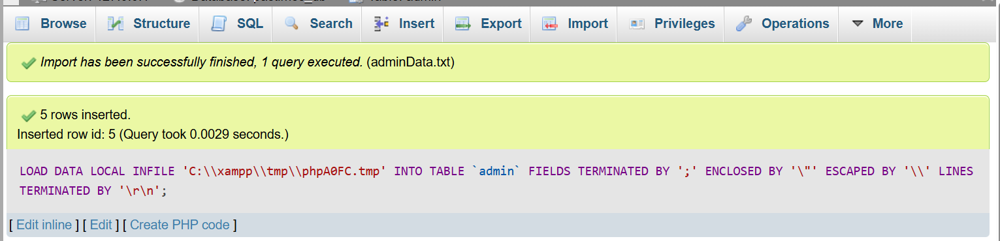 Browse Structure SQL Search Insert Export Import Privileges Operations More
Import has been successfully finished, 1 query executed. (adminData.txt)
5 rows inserted.
Inserted row id: 5 (Query took 0.0029 seconds.)
LOAD DATA LOCAL INFILE 'C:\\xampp\\tmp\\phpA0FC.tmp' INTO TABLE `admin` FIELDS TERMINATED BY ';' ENCLOSED BY '\"' ESCAPED BY '\\' LINES
TERMINATED BY '\r\n';
[ Edit inline ] [ Edit ] [ Create PHP code ]